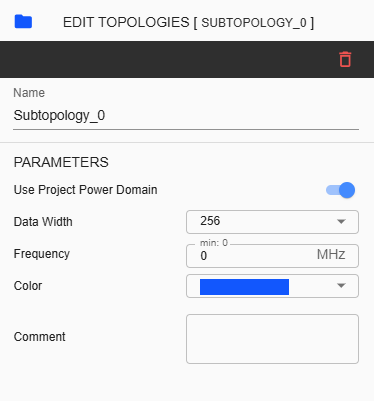 EDIT TOPOLOGIES [ SUBTOPOLOGY_0 ]
Name
Subtopology_0
PARAMETERS
Use Project Power Domain
Data Width 256
min: 0
Frequency 0 MHz
Color
Comment